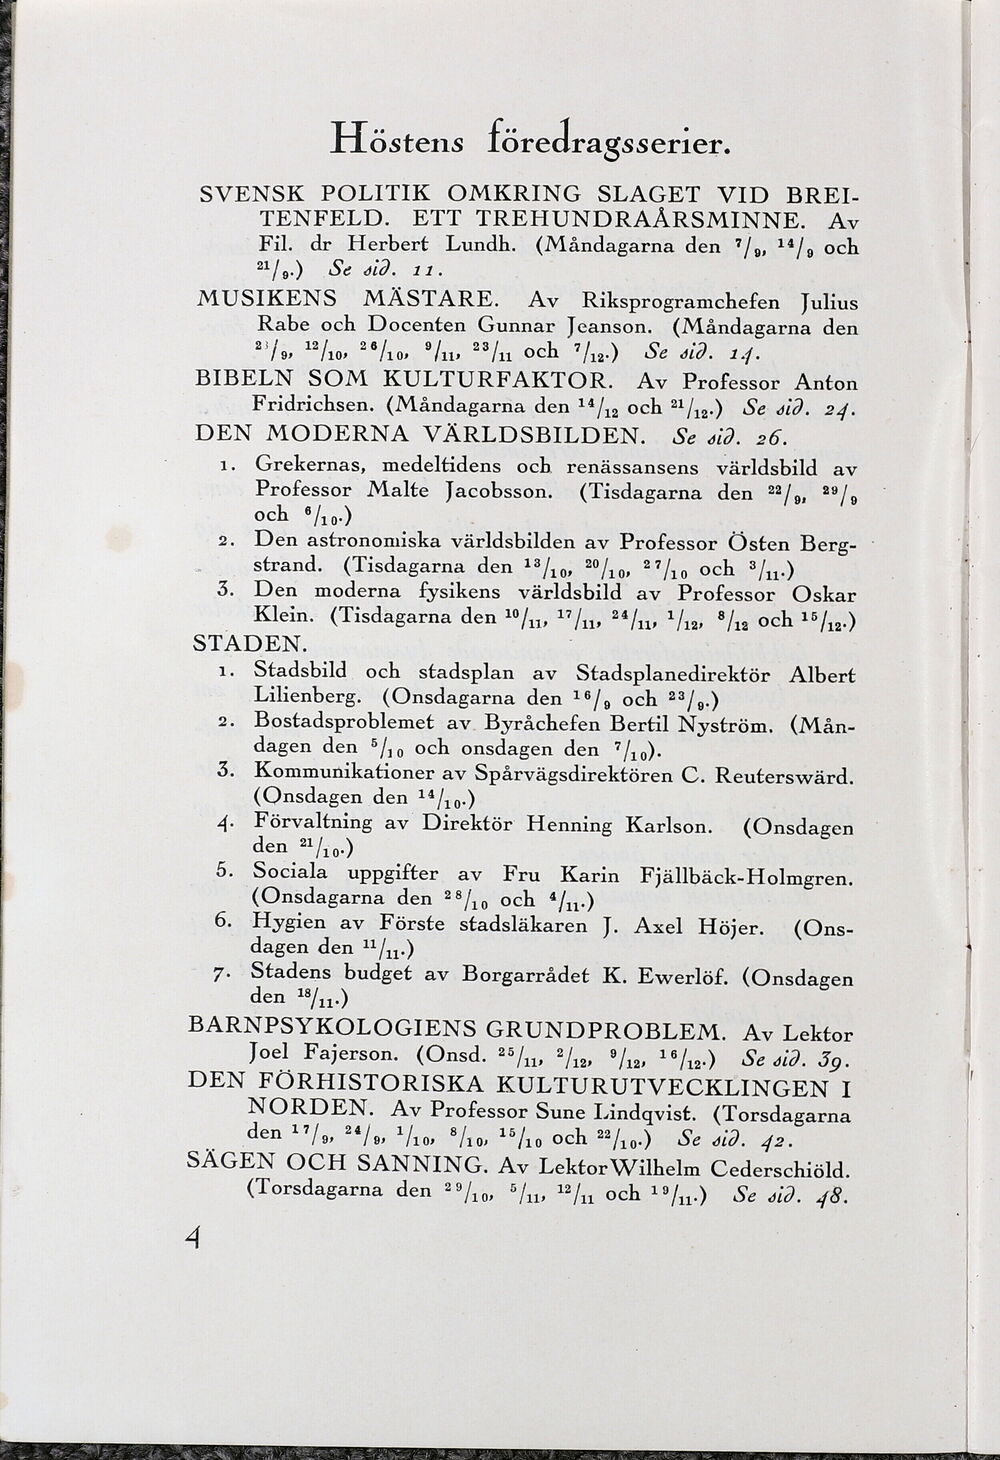 Höstens föredragsserier.
SVENSK POLITIK OMKRING SLAGET VID BREI-
TENFELD. ETT TREHUNDRAÅRSMINNE. Av
Fil. dr Herbert Lundh. (Måndagarna den 7/9, 14/9 och
21/9.) Se sid. 11.
MUSIKENS MÄSTARE. Av Riksprogramchefen Julius
Rabe och Docenten Gunnar Jeanson. (Måndagarna den
28/9, 12/10, 26/10, 9/11, 23/11 och 7/12.) Se sid. 14.
BIBELN SOM KULTURFAKTOR. Av Professor Anton
Fridrichsen. (Måndagarna den 14/12 och 21/12.) Se sid. 24.
DEN MODERNA VÄRLDSBILDEN. Se sid. 26.
1. Grekernas, medeltidens och renässansens världsbild av
Professor Malte Jacobsson. (Tisdagarna den 22/9, 29/9
och 6/10.)
2. Den astronomiska världsbilden av Professor Östen Berg-
strand. (Tisdagarna den 13/10, 20/10, 27/10 och 3/11.)
3. Den moderna fysikens världsbild av Professor Oskar
Klein. (Tisdagarna den 10/11, 17/11, 24/11, 1/12, 8/12 och 15/12.)
STADEN.
1. Stadsbild och stadsplan av Stadsplanedirektör Albert
Lilienberg. (Onsdagarna den 16/9 och 23/9.)
2. Bostadsproblemet av Byråchefen Bertil Nyström. (Mån-
dagen den 5/10 och onsdagen den 7/10).
3. Kommunikationer av Spårvägsdirektören C. Reuterswärd.
(Onsdagen den 14/10.)
4. Förvaltning av Direktör Henning Karlson. (Onsdagen
den 21/10.)
5. Sociala uppgifter av Fru Karin Fjällbäck-Holmgren.
(Onsdagarna den 28/10 och 4/11.)
6. Hygien av Förste stadsläkaren J. Axel Höjer. (Ons-
dagen den 11/11.)
7. Stadens budget av Borgarrådet K. Ewerlöf. (Onsdagen
den 18/11.)
BARNPSYKOLOGIENS GRUNDPROBLEM. Av Lektor
Joel Fajerson. (Onsd. 25/11, 2/12, 9/12, 16/12.) Se sid. 39.
DEN FÖRHISTORISKA KULTURUTVECKLINGEN I
NORDEN. Av Professor Sune Lindqvist. (Torsdagarna
den 17/9, 24/9, 1/10, 8/10, 15/10 och 22/10.) Se sid. 42.
SÄGEN OCH SANNING. Av Lektor Wilhelm Cederschiöld.
(Torsdagarna den 29/10, 5/11, 12/11 och 19/11.) Se sid. 48.
4